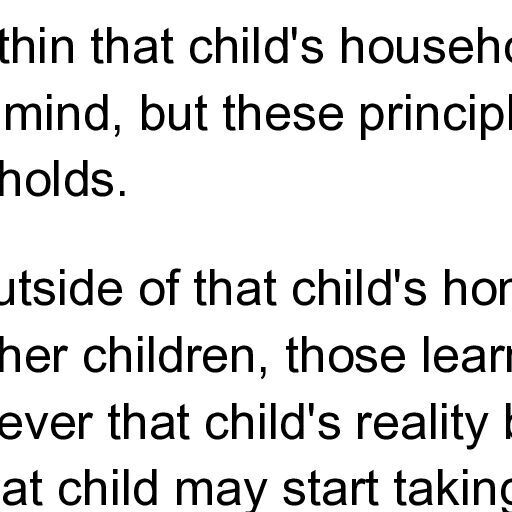 thin that child's househo
mind, but these principl
holds.
utside of that child's hor
her children, those learr
ever that child's reality b
at child may start taking